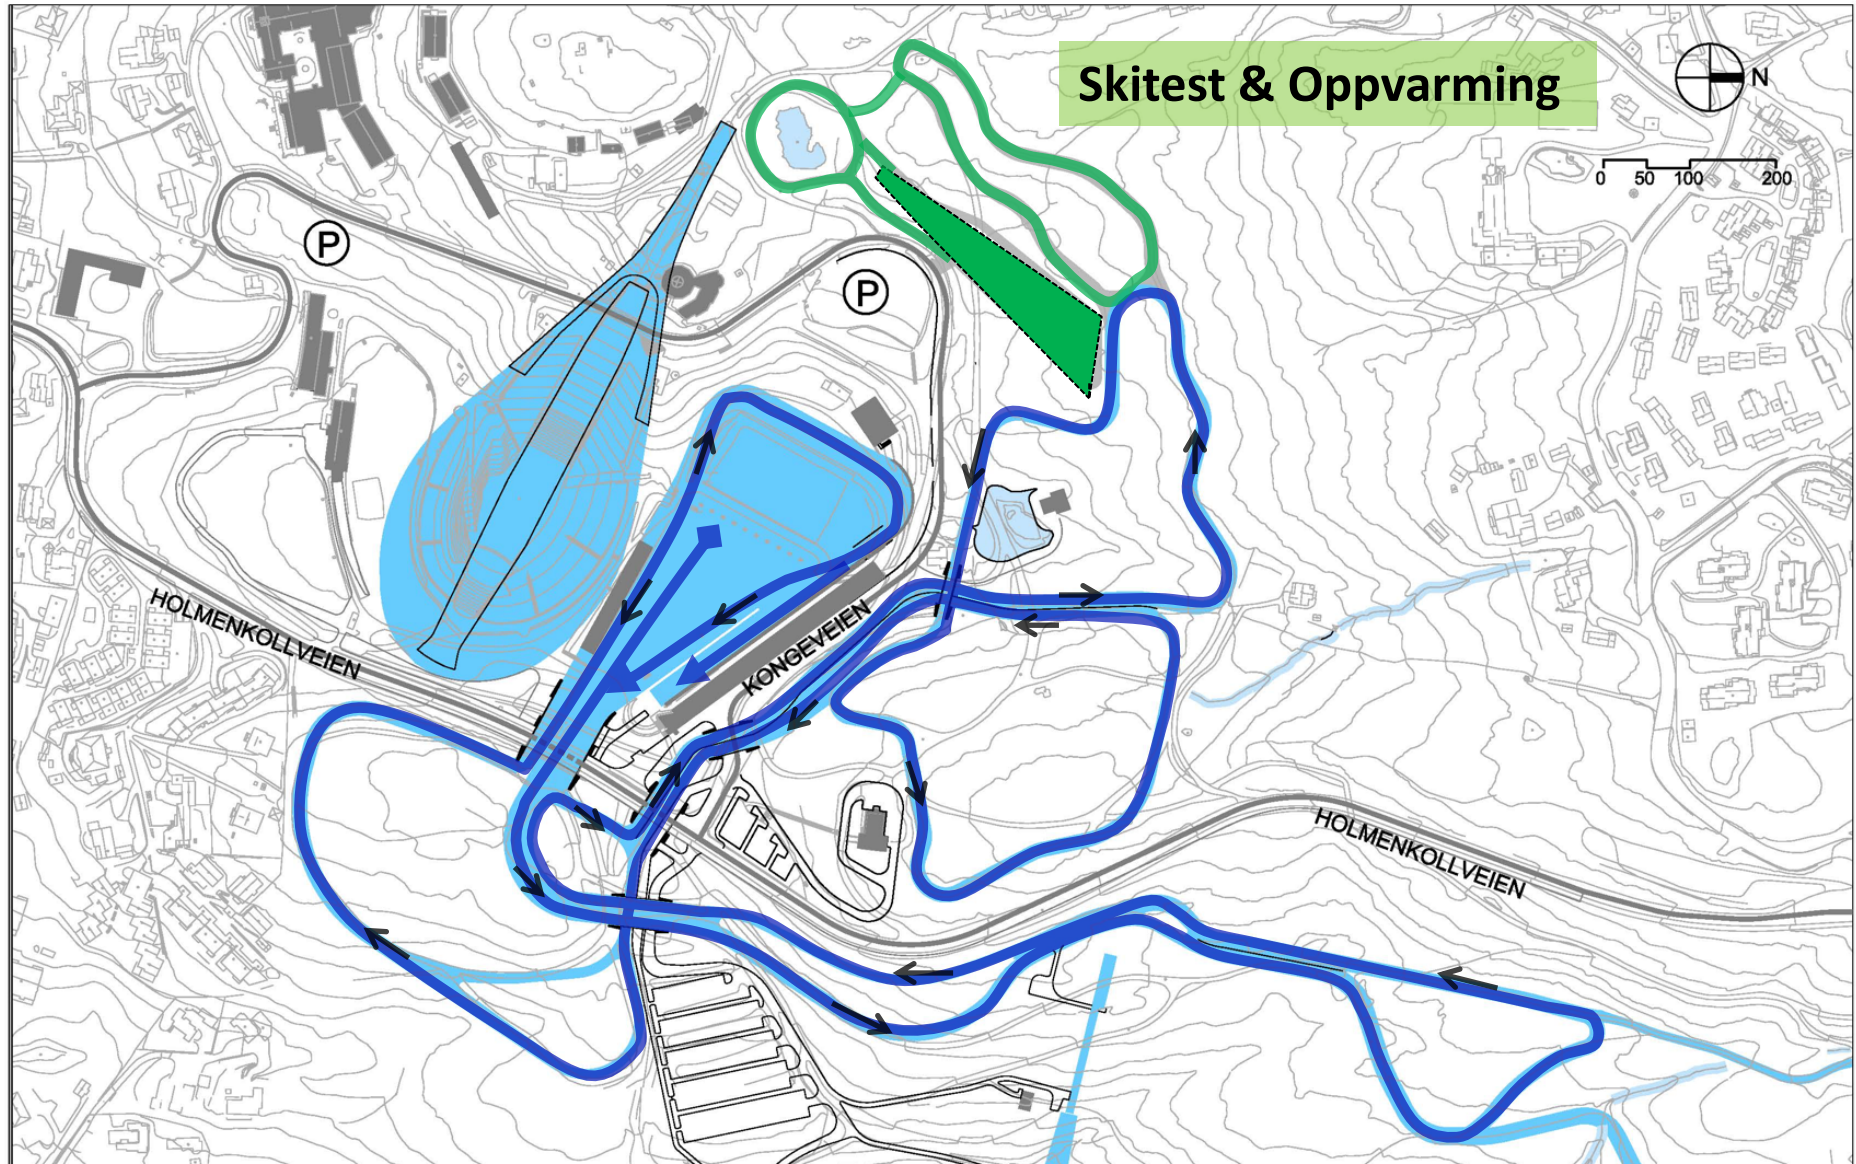 Skitest & Oppvarming
N
0 50 100 200
P
P
HOLMENKOLLVEIEN
KONGEVEIEN
HOLMENKOLLVEIEN